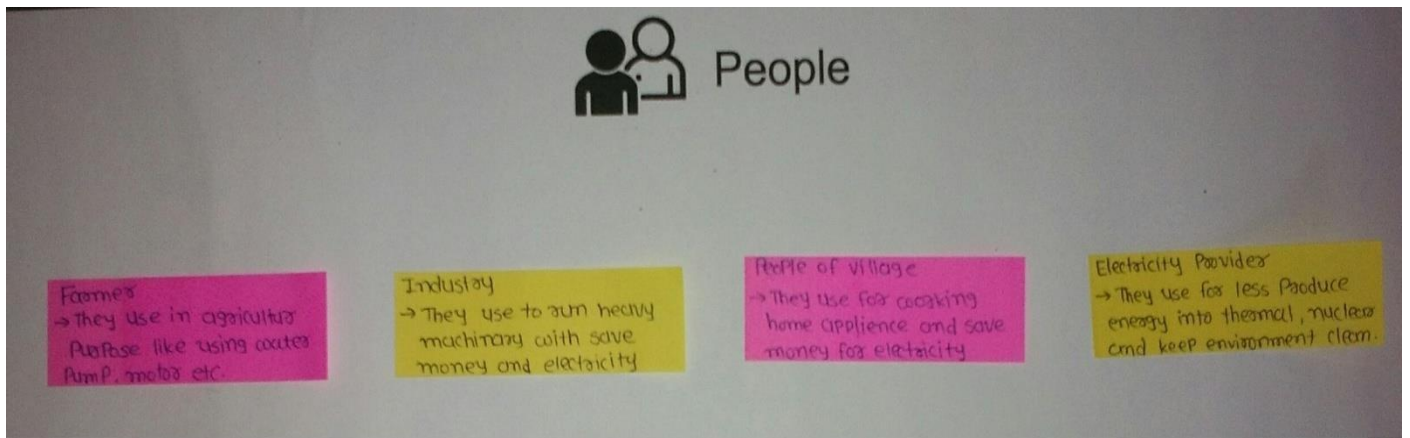 People
Farmer
→ They use in agricultur
Purpose like using water
Pump, motor etc.
Industry
→ They use to run heavy
machinary with save
money and electricity
People of village
→ They use for cooking
home applience and save
money for eletricity
Electricity Provider
→ They use for less Produce
energy into thermal, nuclear
and keep environment clean.